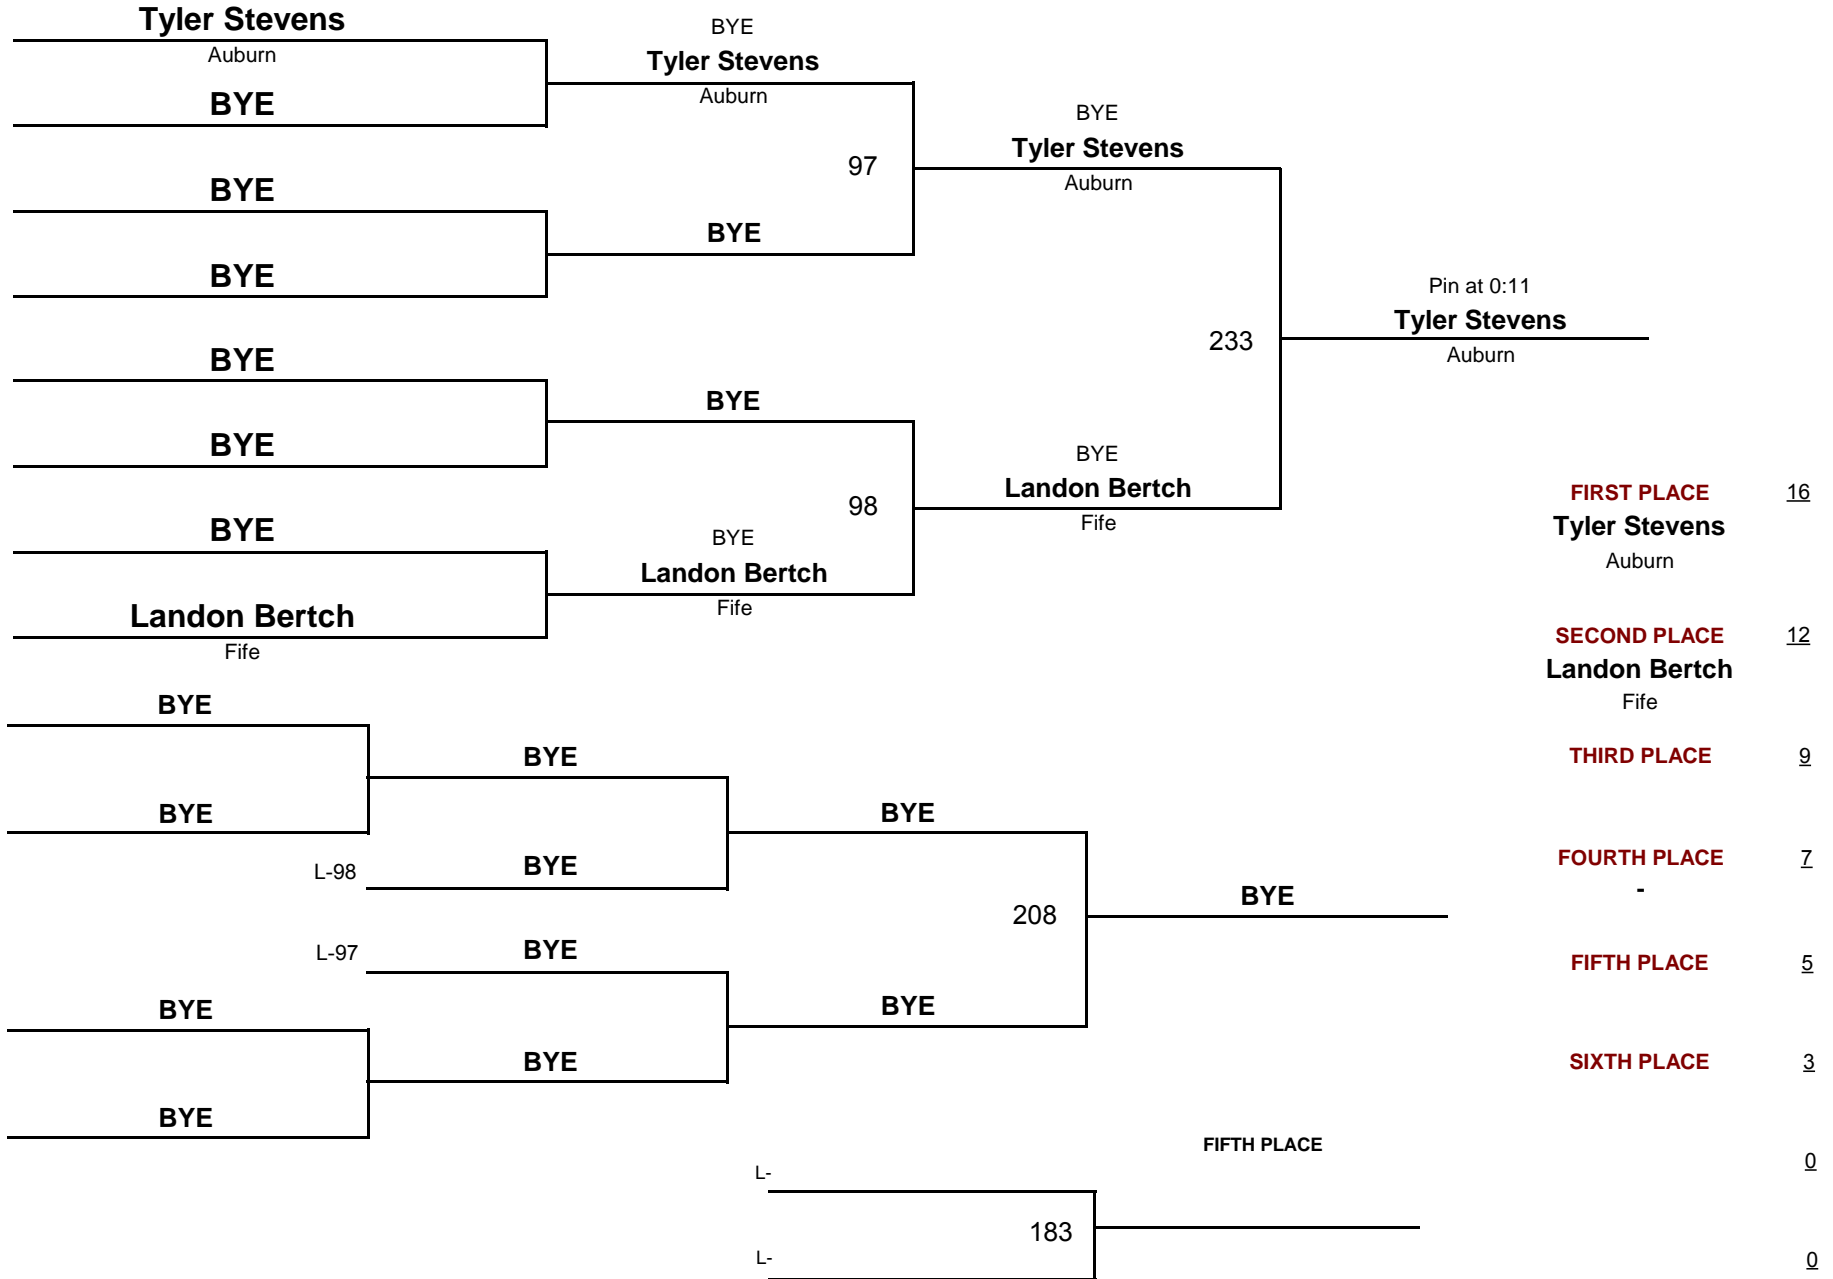 Tyler Stevens
Auburn
BYE
BYE
BYE
BYE
BYE
BYE
Landon Bertch
Fife
BYE
Tyler Stevens
Auburn
97
BYE
BYE
98
BYE
Landon Bertch
Fife
BYE
Tyler Stevens
Auburn
233
BYE
Landon Bertch
Fife
Pin at 0:11
Tyler Stevens
Auburn
FIRST PLACE 16
Tyler Stevens
Auburn
SECOND PLACE 12
Landon Bertch
Fife
THIRD PLACE 9
FOURTH PLACE 7
-
FIFTH PLACE 5
SIXTH PLACE 3
0
0
BYE
BYE
BYE
L-98 BYE
L-97 BYE
BYE
BYE
BYE
BYE
208
BYE
BYE
FIFTH PLACE
L-
183
L-